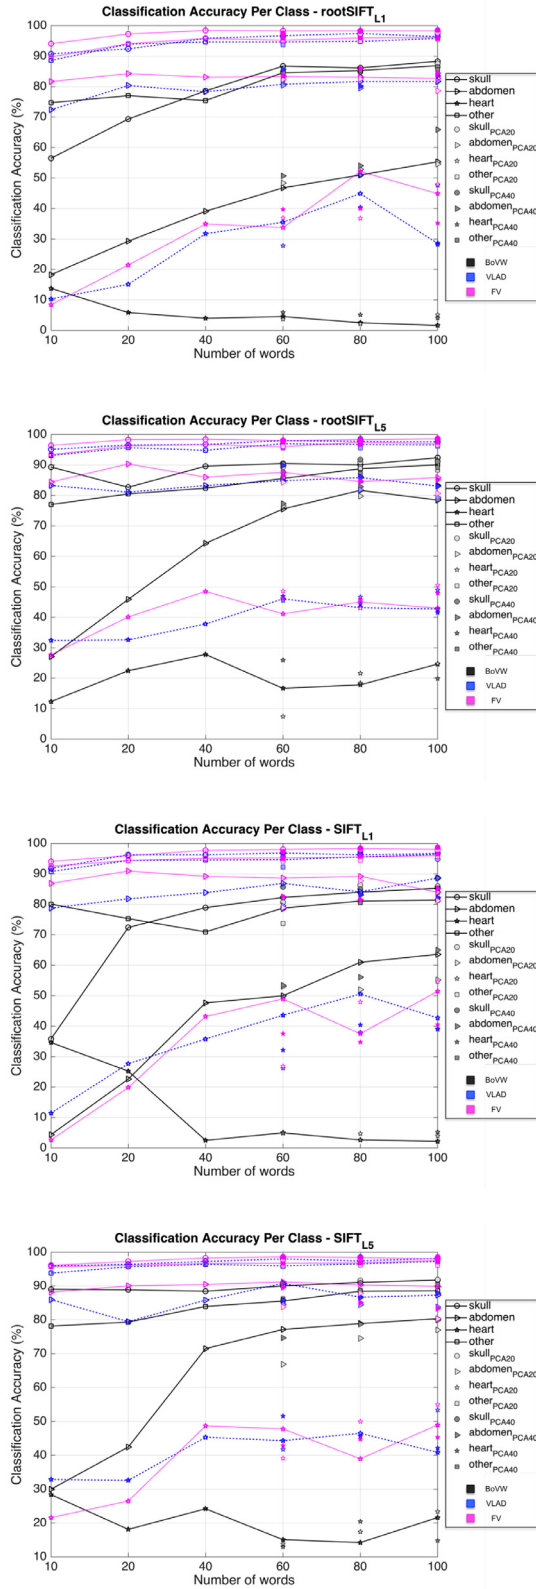 Classification Accuracy Per Class - rootSIFT_L1
Classification Accuracy (%)
100
90
80
70
60
50
40
30
20
10
0
10 20 40 60 80 100
Number of words
skull
abdomen
heart
other
skull_PCA20
abdomen_PCA20
heart_PCA20
other_PCA20
skull_PCA40
abdomen_PCA40
heart_PCA40
other_PCA40
BoVW
VLAD
FV
Classification Accuracy Per Class - rootSIFT_L5
Classification Accuracy (%)
100
90
80
70
60
50
40
30
20
10
0
10 20 40 60 80 100
Number of words
skull
abdomen
heart
other
skull_PCA20
abdomen_PCA20
heart_PCA20
other_PCA20
skull_PCA40
abdomen_PCA40
heart_PCA40
other_PCA40
BoVW
VLAD
FV
Classification Accuracy Per Class - SIFT_L1
Classification Accuracy (%)
100
90
80
70
60
50
40
30
20
10
0
10 20 40 60 80 100
Number of words
skull
abdomen
heart
other
skull_PCA20
abdomen_PCA20
heart_PCA20
other_PCA20
skull_PCA40
abdomen_PCA40
heart_PCA40
other_PCA40
BoVW
VLAD
FV
Classification Accuracy Per Class - SIFT_L5
Classification Accuracy (%)
100
90
80
70
60
50
40
30
20
10
10 20 40 60 80 100
Number of words
skull
abdomen
heart
other
skull_PCA20
abdomen_PCA20
heart_PCA20
other_PCA20
skull_PCA40
abdomen_PCA40
heart_PCA40
other_PCA40
BoVW
VLAD
FV